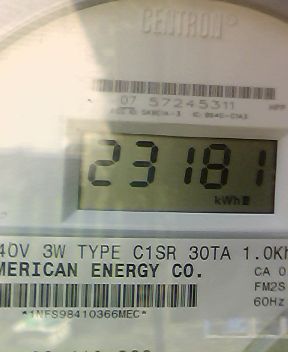 CENTRON®
07 57245311
23181
kWh
40V 3W TYPE C1SR 30TA 1.0Kh
MERICAN ENERGY CO.
CA 0
FM2S
60Hz
*1NFS98410366MEC*